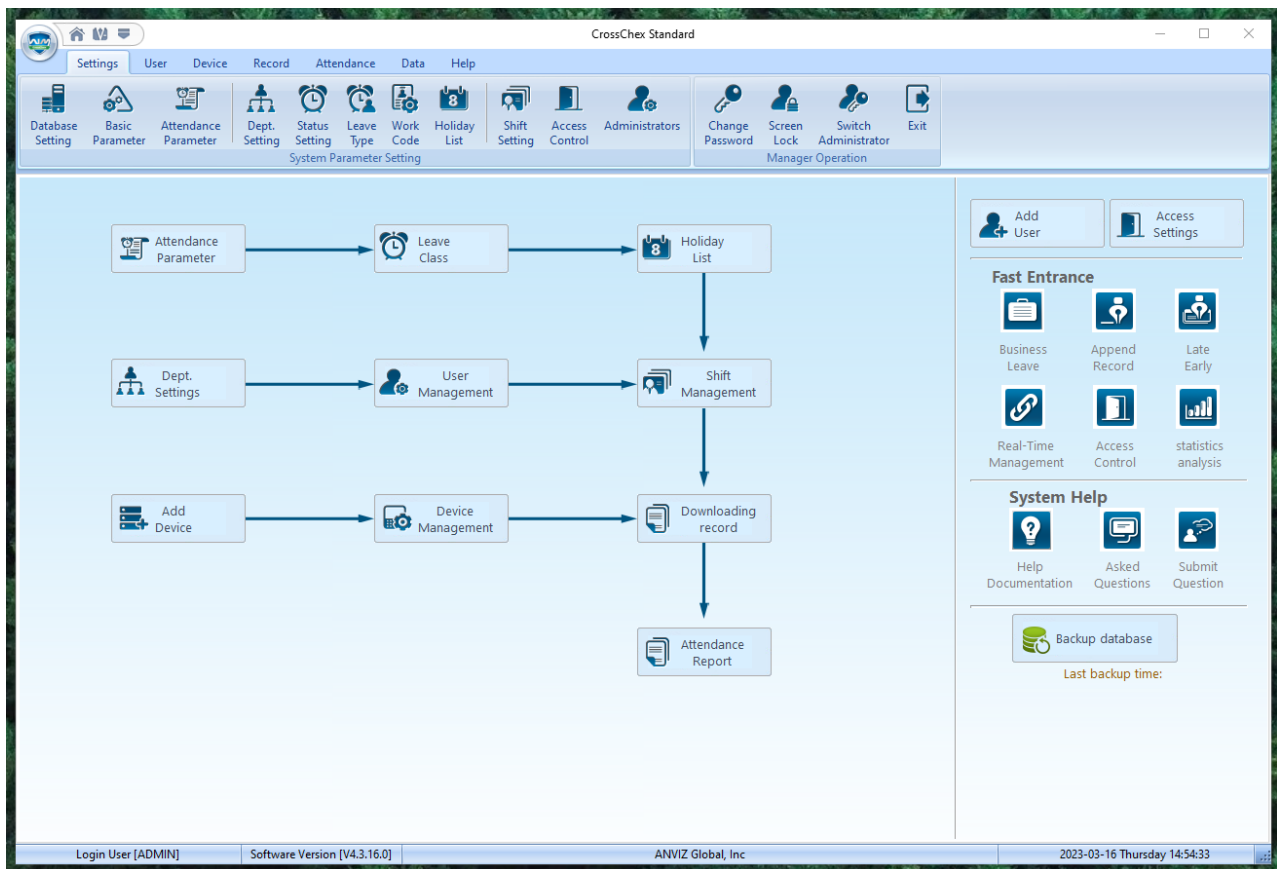 CrossChex Standard
Settings User Device Record Attendance Data Help
Database Setting
Basic Parameter
Attendance Parameter
Dept. Setting
Status Setting
Leave Type
Work Code
Holiday List
Shift Setting
Access Control
Administrators
Change Password
Screen Lock
Switch Administrator
Exit
System Parameter Setting
Manager Operation
Attendance
Parameter
Leave
Class
8
Holiday
List
Dept.
Settings
User
Management
Shift
Management
Add
Device
Device
Management
Downloading
record
Attendance
Report
Add
User
Access
Settings
Fast Entrance
Business
Leave
Append
Record
Late
Early
Real-Time
Management
Access
Control
statistics
analysis
System Help
Help
Documentation
Asked
Questions
Submit
Question
Backup database
Last backup time:
Login User [ADMIN]
Software Version [V4.3.16.0]
ANVIZ Global, Inc
2023-03-16 Thursday 14:54:33